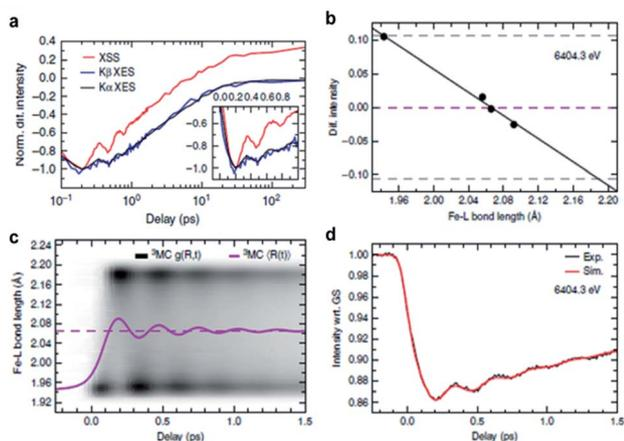 a
Norm. dif. intensity
0.4
0.2
0.0
−0.2
−0.4
−0.6
−0.8
−1.0
XSS
Kβ XES
Kα XES
0.0 0.2 0.4 0.6 0.8
0.0
−0.5
−1.0
10⁻¹ 10⁰ 10¹ 10²
Delay (ps)
b
Dif. intensity
0.10
0.05
0.00
−0.05
−0.10
6404.3 eV
1.96 2.00 2.04 2.08 2.12 2.16 2.20
Fe-L bond length (Å)
c
Fe-L bond length (Å)
2.24
2.20
2.16
2.12
2.08
2.04
2.00
1.96
1.92
³MC g(R,t) ³MC ⟨R(t)⟩
0.0 0.5 1.0 1.5
Delay (ps)
d
Intensity wrt. GS
1.00
0.98
0.96
0.94
0.92
0.90
0.88
0.86
Exp.
Sim.
6404.3 eV
0.0 0.5 1.0 1.5
Delay (ps)